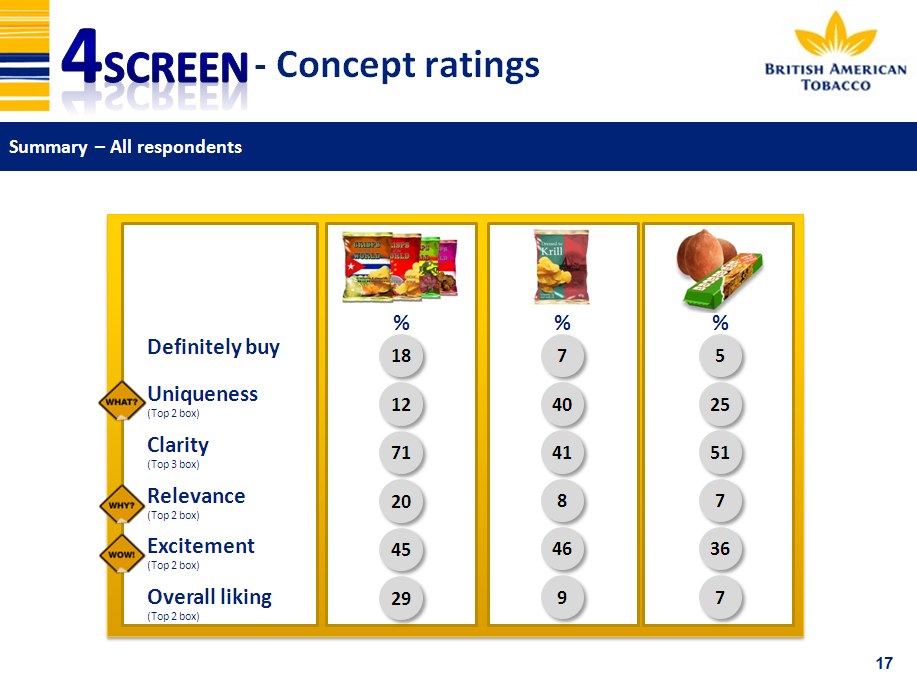 4SCREEN - Concept ratings
BRITISH AMERICAN
TOBACCO
Summary – All respondents
Krill
% % %
Definitely buy 18 7 5
WHAT? Uniqueness 12 40 25
(Top 2 box)
Clarity 71 41 51
(Top 3 box)
WHY? Relevance 20 8 7
(Top 2 box)
WOW! Excitement 45 46 36
(Top 2 box)
Overall liking 29 9 7
(Top 2 box)
17